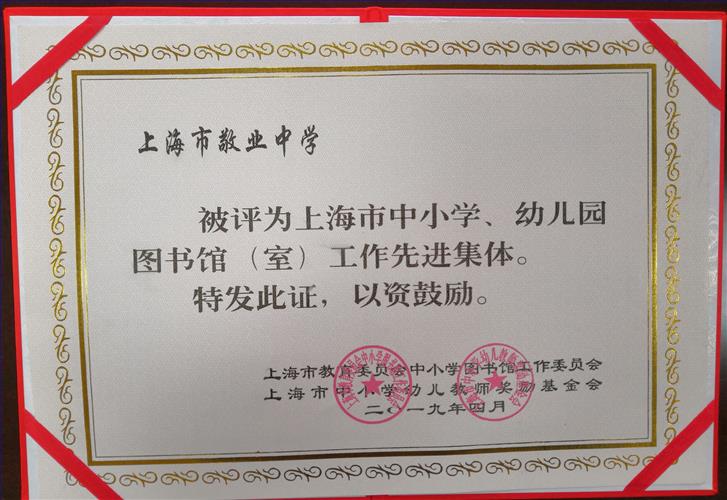 上海市敬业中学
被评为上海市中小学、幼儿园
图书馆（室）工作先进集体。
特发此证，以资鼓励。
上海市教育委员会中小学图书馆工作委员会
上海市中小学幼儿教师奖励基金会
二〇一九年四月